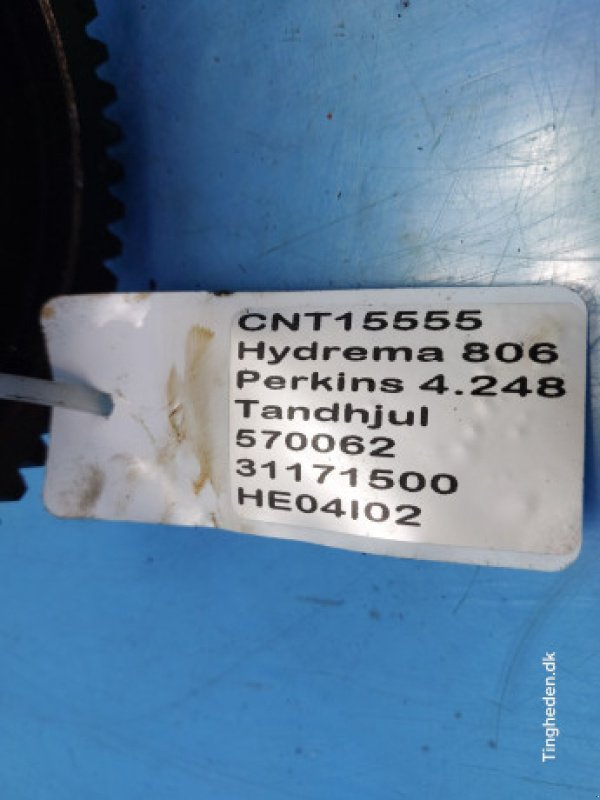 CNT15555
Hydrema 806
Perkins 4.248
Tandhjul
570062
31171500
HE04I02
Tingheden.dk